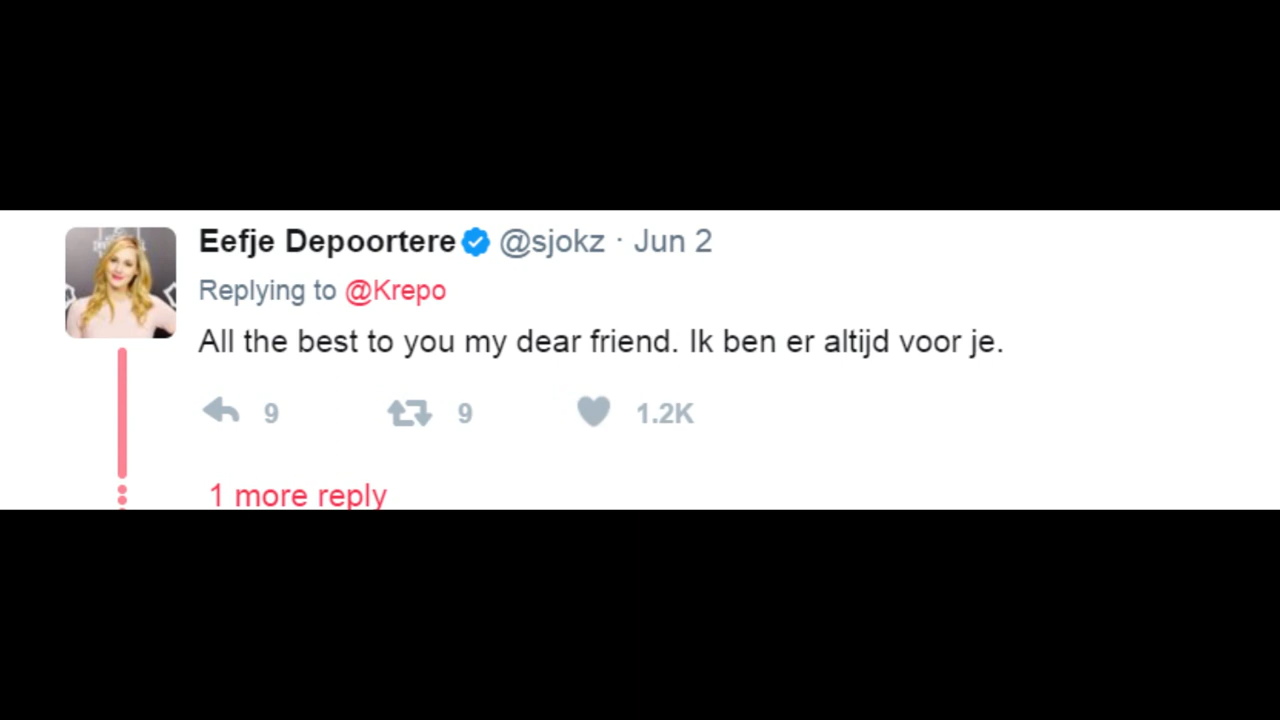 Eefje Depoortere @sjokz · Jun 2
Replying to @Krepo
All the best to you my dear friend. Ik ben er altijd voor je.
9 9 1.2K
1 more reply